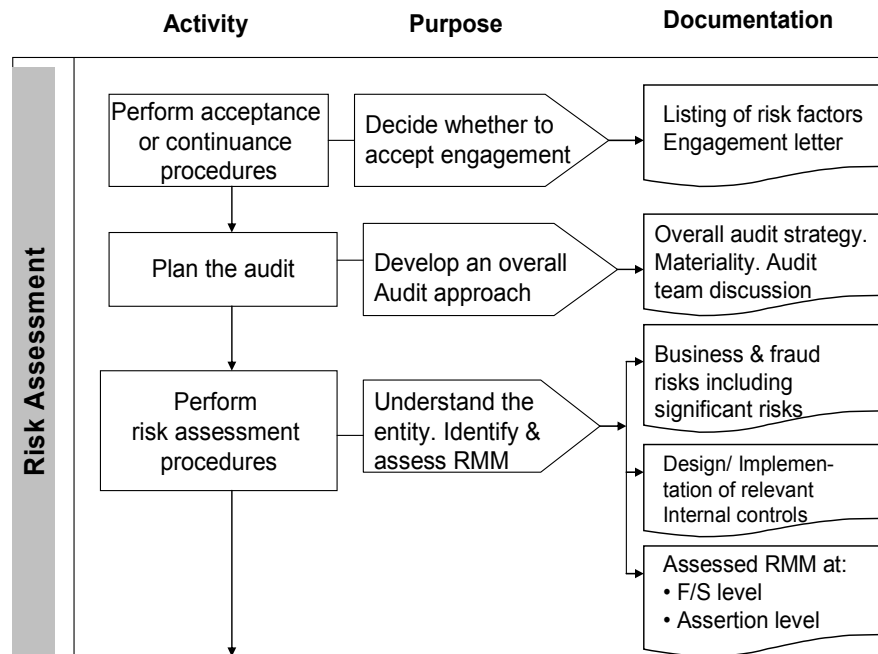 Activity
Purpose
Documentation
Risk Assessment
Perform acceptance
or continuance
procedures
Decide whether to
accept engagement
Listing of risk factors
Engagement letter
Plan the audit
Develop an overall
Audit approach
Overall audit strategy.
Materiality. Audit
team discussion
Perform
risk assessment
procedures
Understand the
entity. Identify &
assess RMM
Business & fraud
risks including
significant risks
Design/ Implemen-
tation of relevant
Internal controls
Assessed RMM at:
• F/S level
• Assertion level